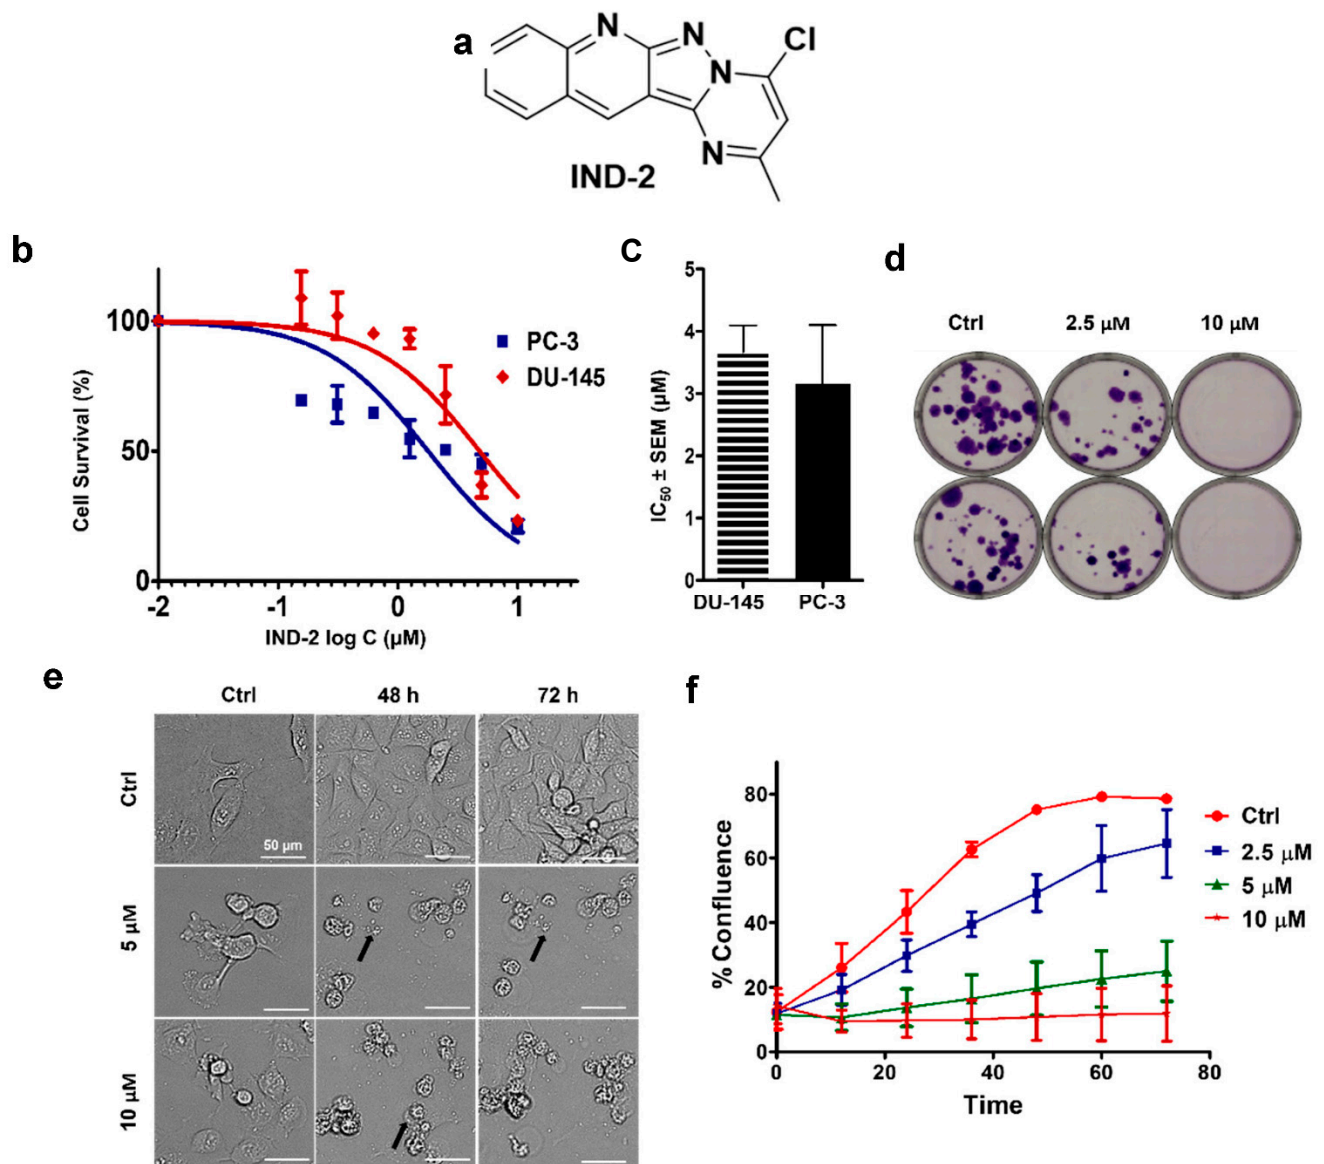 a
N
N
N
Cl
N
IND-2
b
Cell Survival (%)
100
50
0
-2
-1
0
1
IND-2 log C (µM)
PC-3
DU-145
C
IC50 ± SEM (µM)
5
4
3
2
1
0
DU-145
PC-3
d
Ctrl
2.5 µM
10 µM
e
Ctrl
48 h
72 h
Ctrl
50 µm
5 µM
10 µM
f
% Confluence
80
60
40
20
0
0
20
40
60
80
Time
Ctrl
2.5 µM
5 µM
10 µM